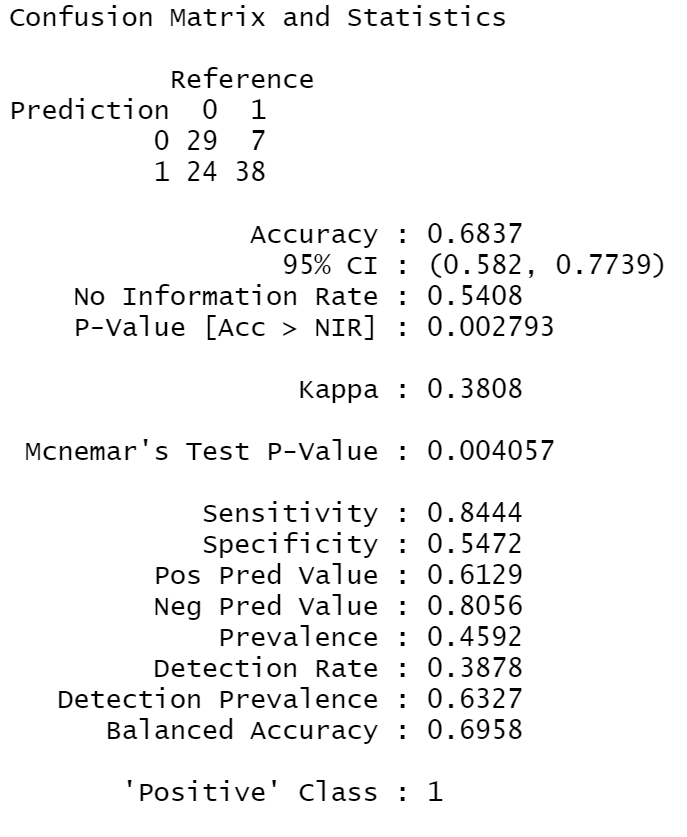 Confusion Matrix and Statistics
Reference
Prediction 0 1
0 29 7
1 24 38
Accuracy : 0.6837
95% CI : (0.582, 0.7739)
No Information Rate : 0.5408
P-Value [Acc > NIR] : 0.002793
Kappa : 0.3808
Mcnemar's Test P-Value : 0.004057
Sensitivity : 0.8444
Specificity : 0.5472
Pos Pred Value : 0.6129
Neg Pred Value : 0.8056
Prevalence : 0.4592
Detection Rate : 0.3878
Detection Prevalence : 0.6327
Balanced Accuracy : 0.6958
'Positive' Class : 1